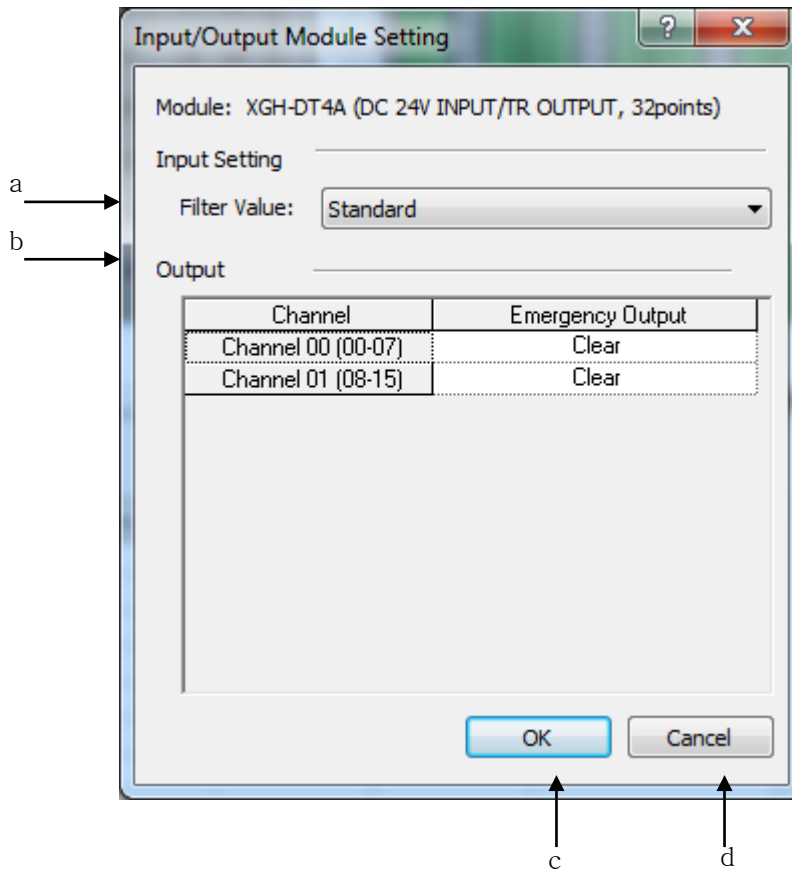 Input/Output Module Setting
?
x
Module: XGH-DT4A (DC 24V INPUT/TR OUTPUT, 32points)
Input Setting
a
Filter Value: Standard
b
Output
Channel Emergency Output
Channel 00 (00-07) Clear
Channel 01 (08-15) Clear
OK Cancel
c d